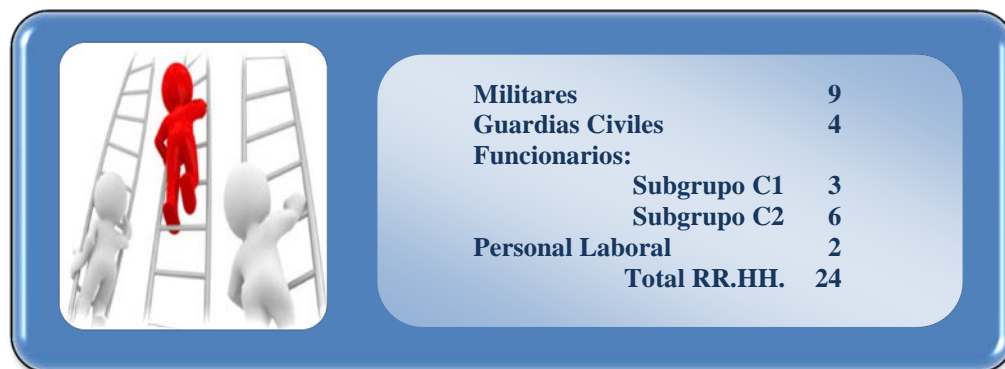 Militares 9
Guardias Civiles 4
Funcionarios:
Subgrupo C1 3
Subgrupo C2 6
Personal Laboral 2
Total RR.HH. 24